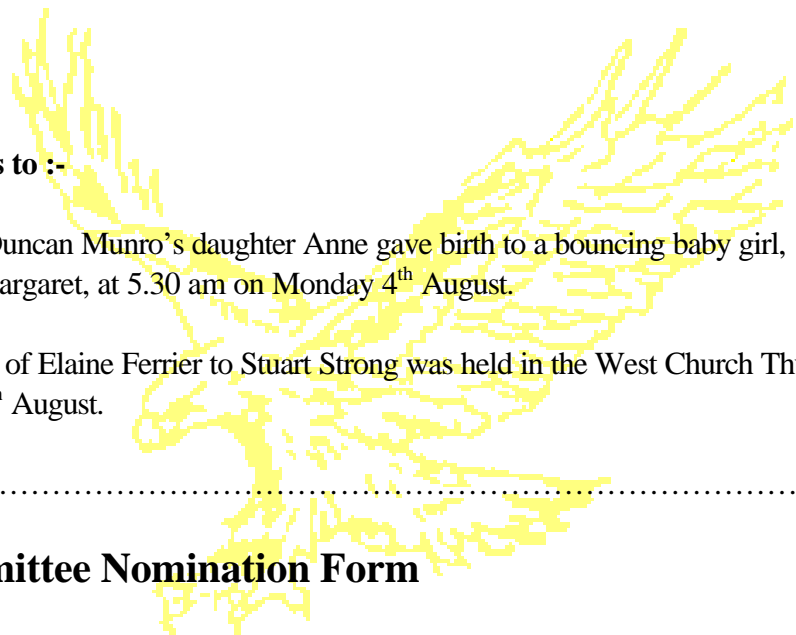 s to :-
Duncan Munro’s daughter Anne gave birth to a bouncing baby girl,
argaret, at 5.30 am on Monday 4th August.
of Elaine Ferrier to Stuart Strong was held in the West Church Th
August.
……………………………………………………………………………
mittee Nomination Form